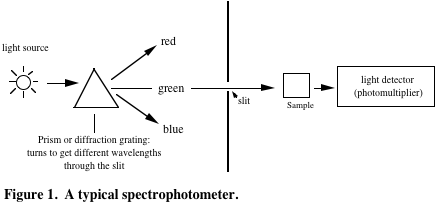 light source
red
green
blue
slit
Sample
light detector
(photomultiplier)
Prism or diffraction grating:
turns to get different wavelengths
through the slit
Figure 1. A typical spectrophotometer.